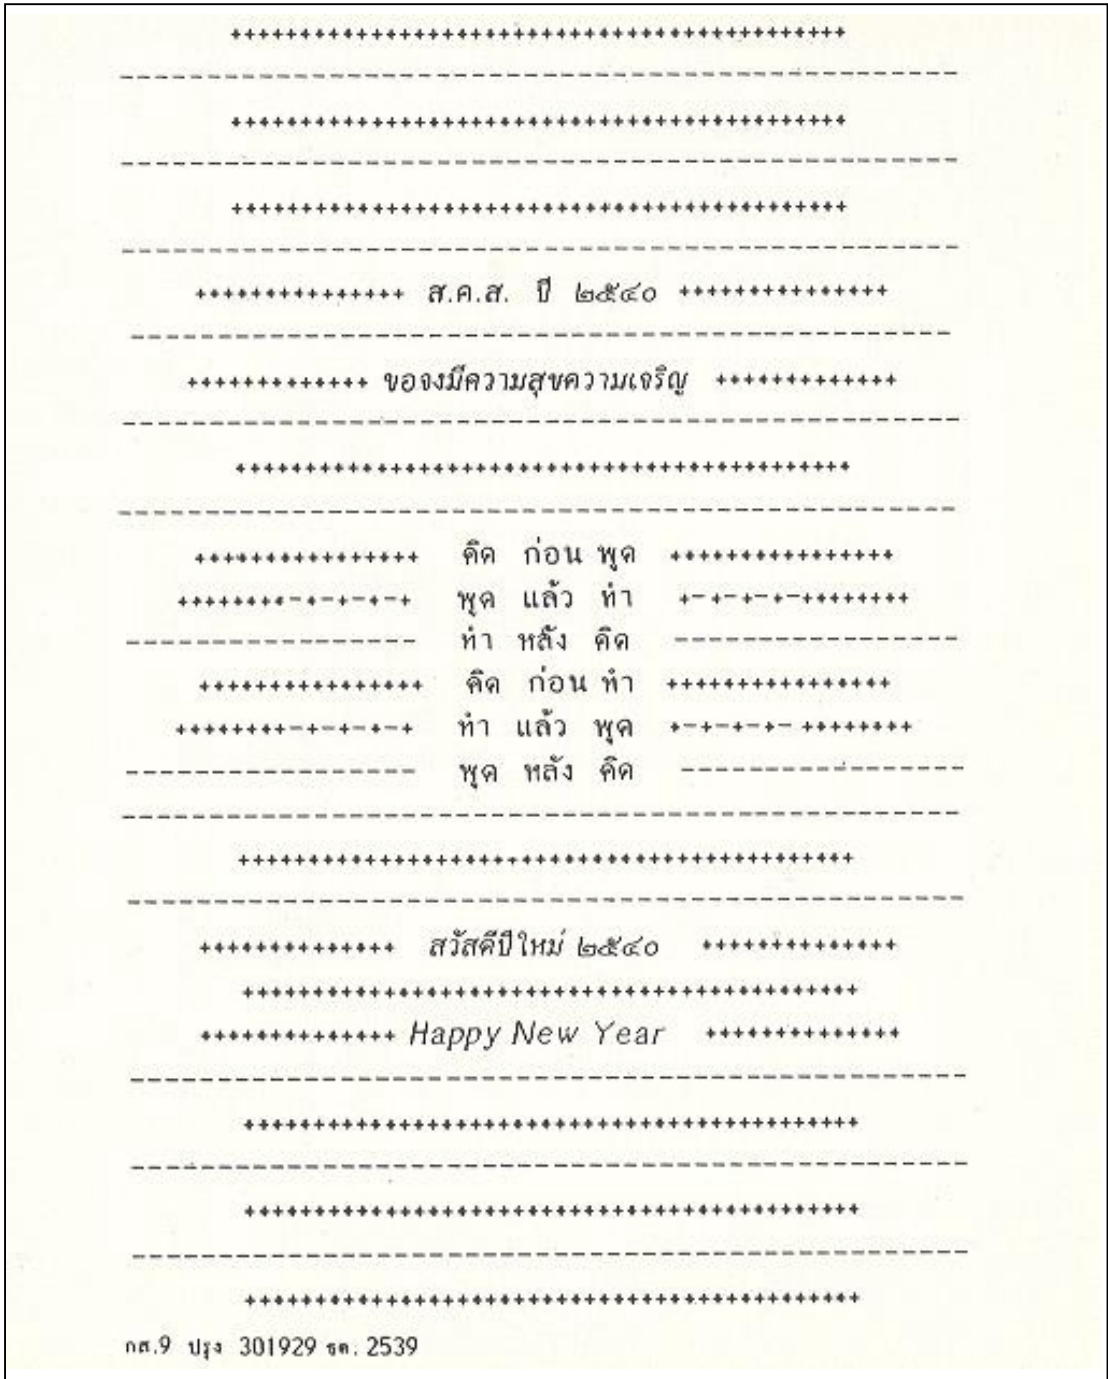 +++++++++++++++++++++++++++++++++++++++++++
------------------------------------------------
+++++++++++++++++++++++++++++++++++++++++++
------------------------------------------------
+++++++++++++++++++++++++++++++++++++++++++
------------------------------------------------
+++++++++++++++ ส.ค.ส. ปี ๒๕๔๐ +++++++++++++++
------------------------------------------------
+++++++++++++ ขอจงมีความสุขความเจริญ +++++++++++++
------------------------------------------------
+++++++++++++++++++++++++++++++++++++++++++
------------------------------------------------
++++++++++++++++ คิด ก่อน พูด ++++++++++++++++
++++++++-+-+-+-+ พูด แล้ว ทำ +-+-+-+-++++++++
----------------- ทำ หลัง คิด -----------------
++++++++++++++++ คิด ก่อน ทำ ++++++++++++++++
++++++++-+-+-+-+ ทำ แล้ว พูด +-+-+-+- ++++++++
----------------- พูด หลัง คิด -----------------
------------------------------------------------
+++++++++++++++++++++++++++++++++++++++++++
------------------------------------------------
++++++++++++++ สวัสดีปีใหม่ ๒๕๔๐ ++++++++++++++
+++++++++++++++++++++++++++++++++++++++++++
++++++++++++++ Happy New Year ++++++++++++++
------------------------------------------------
+++++++++++++++++++++++++++++++++++++++++++
------------------------------------------------
+++++++++++++++++++++++++++++++++++++++++++
------------------------------------------------
+++++++++++++++++++++++++++++++++++++++++++
กส.9 ปรุง 301929 ธค. 2539